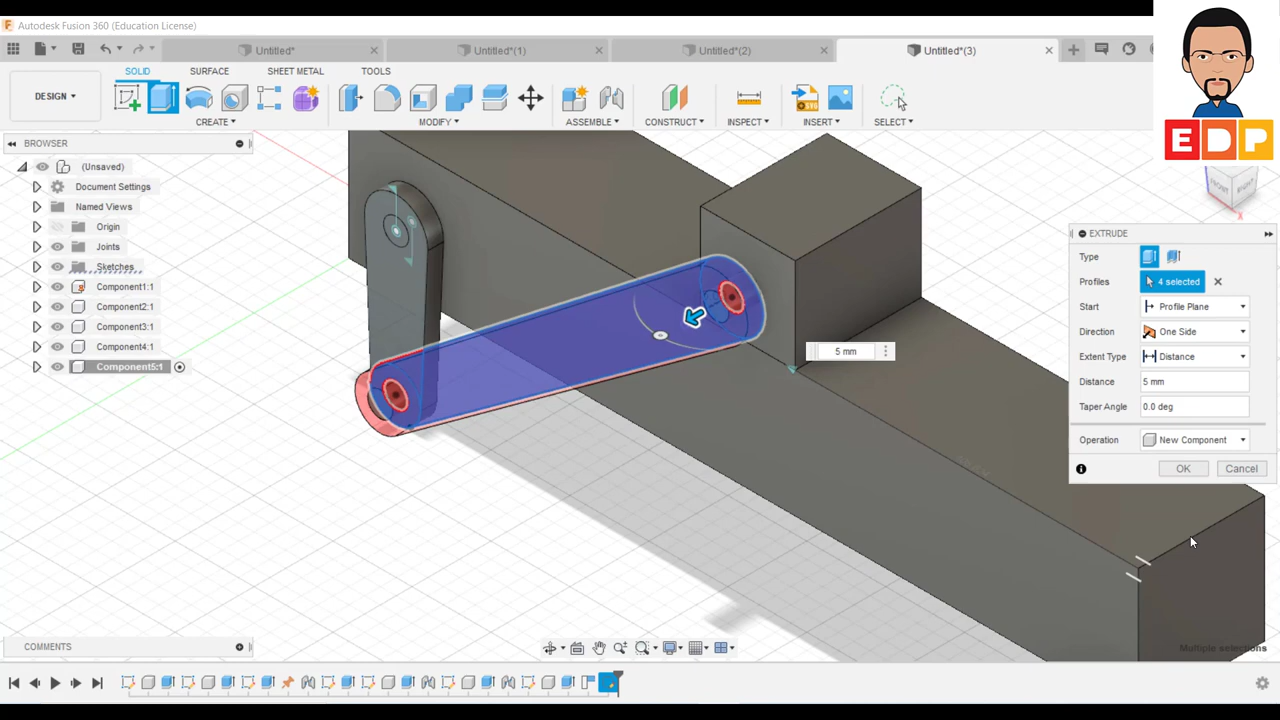 Autodesk Fusion 360 (Education License)
Untitled*
Untitled*(1)
Untitled*(2)
Untitled*(3)
SOLID SURFACE SHEET METAL TOOLS
DESIGN
CREATE MODIFY ASSEMBLE CONSTRUCT INSPECT INSERT SELECT
EDP
BROWSER
(Unsaved)
Document Settings
Named Views
Origin
Joints
Sketches
Component1:1
Component2:1
Component3:1
Component4:1
Component5:1
FRONT RIGHT
X
5 mm
EXTRUDE
Type
Profiles 4 selected
Start Profile Plane
Direction One Side
Extent Type Distance
Distance 5 mm
Taper Angle 0.0 deg
Operation New Component
OK Cancel
Multiple selections
COMMENTS